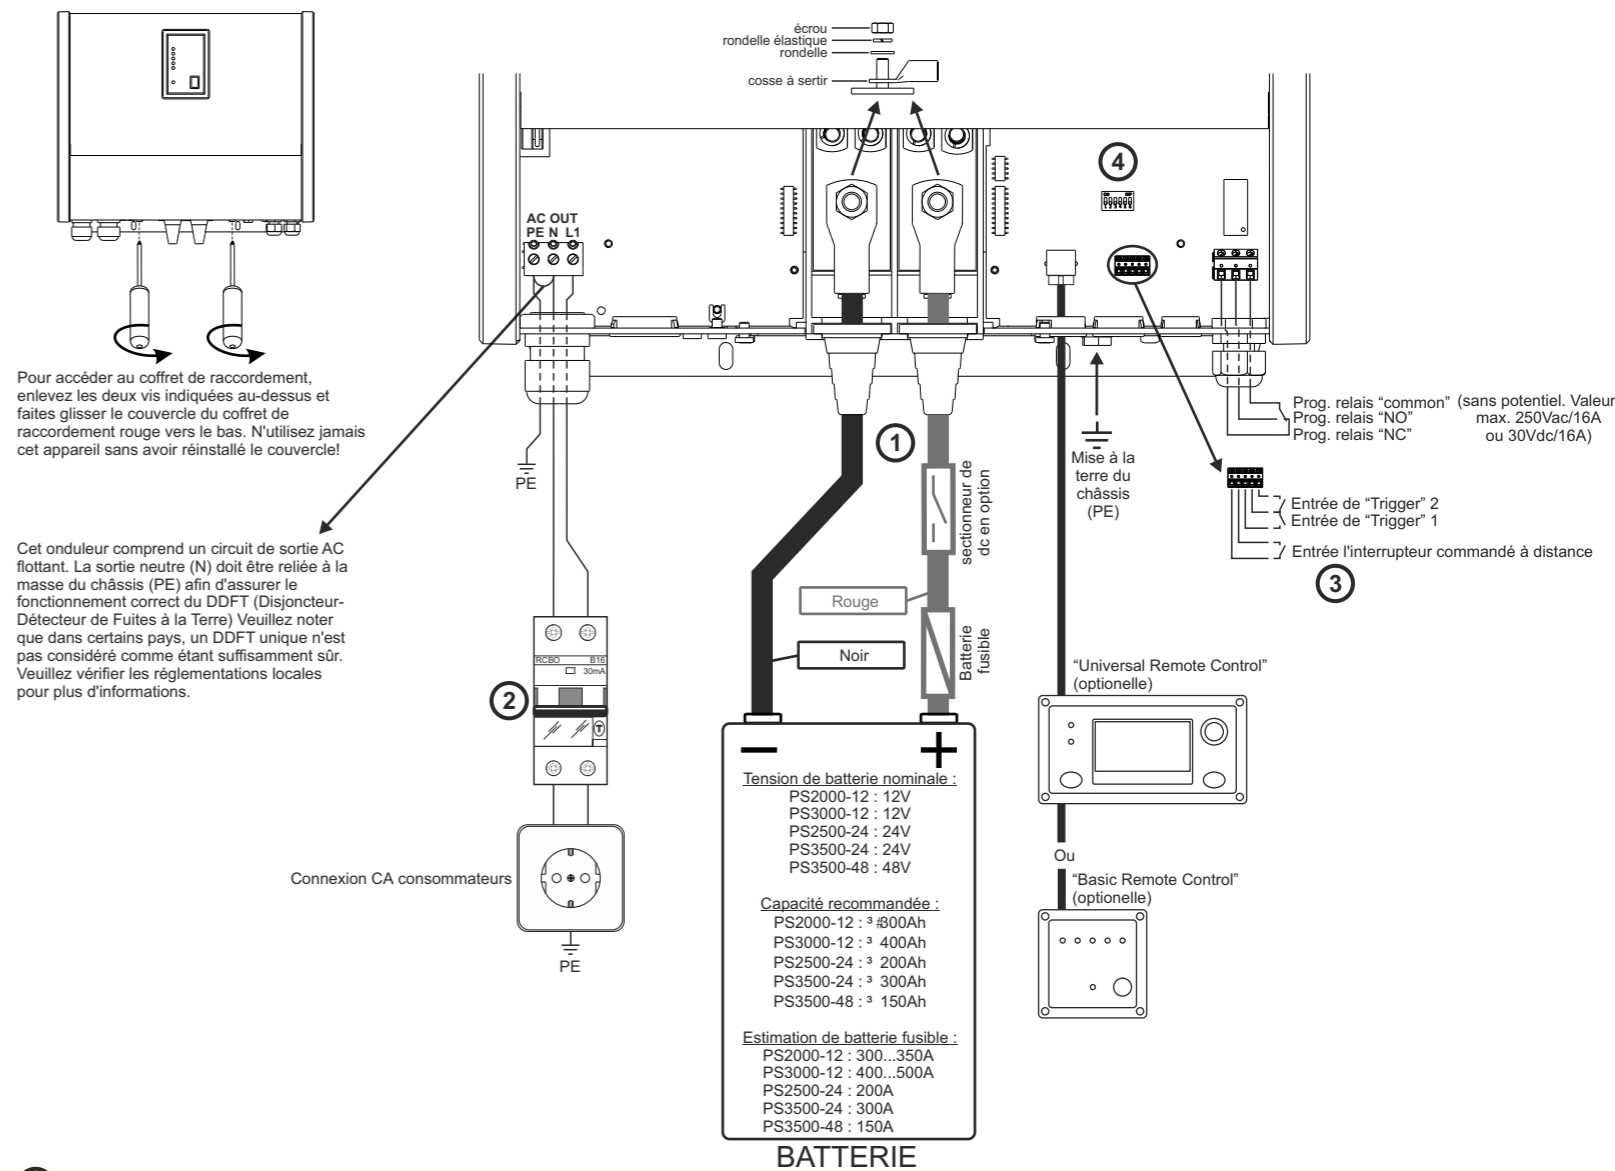 écrou
rondelle élastique
rondelle
cosse à sertir
4
AC OUT
PE N L1
Pour accéder au coffret de raccordement,
enlevez les deux vis indiquées au-dessus et
faites glisser le couvercle du coffret de
raccordement rouge vers le bas. N'utilisez jamais
cet appareil sans avoir réinstallé le couvercle!
PE
1
Mise à la
terre du
châssis
(PE)
Prog. relais “common”
Prog. relais “NO”
Prog. relais “NC”
(sans potentiel. Valeur
max. 250Vac/16A
ou 30Vdc/16A)
Entrée de “Trigger” 2
Entrée de “Trigger” 1
Entrée l'interrupteur commandé à distance
3
sectionneur de
dc en option
Cet onduleur comprend un circuit de sortie AC
flottant. La sortie neutre (N) doit être reliée à la
masse du châssis (PE) afin d'assurer le
fonctionnement correct du DDFT (Disjoncteur-
Détecteur de Fuites à la Terre) Veuillez noter
que dans certains pays, un DDFT unique n'est
pas considéré comme étant suffisamment sûr.
Veuillez vérifier les réglementations locales
pour plus d'informations.
Rouge
Noir
Batterie
fusible
RCBO B16
30mA
T
2
“Universal Remote Control”
(optionelle)
Ou
“Basic Remote Control”
(optionelle)
Connexion CA consommateurs
PE
Tension de batterie nominale :
PS2000-12 : 12V
PS3000-12 : 12V
PS2500-24 : 24V
PS3500-24 : 24V
PS3500-48 : 48V
Capacité recommandée :
PS2000-12 : ³ #300Ah
PS3000-12 : ³ 400Ah
PS2500-24 : ³ 200Ah
PS3500-24 : ³ 300Ah
PS3500-48 : ³ 150Ah
Estimation de batterie fusible :
PS2000-12 : 300...350A
PS3000-12 : 400...500A
PS2500-24 : 200A
PS3500-24 : 300A
PS3500-48 : 150A
BATTERIE